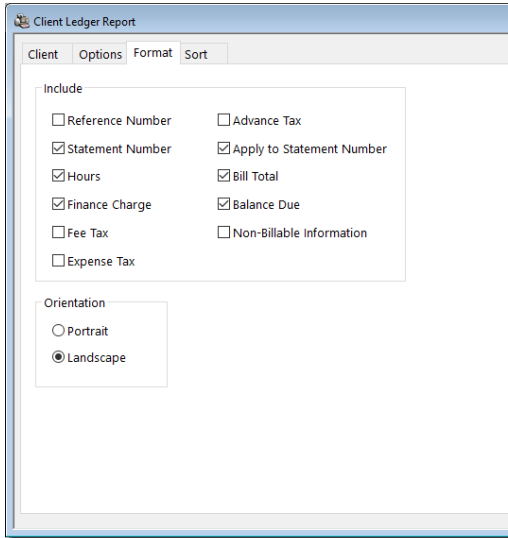 Client Ledger Report
Client Options Format Sort
Include
Reference Number Advance Tax
Statement Number Apply to Statement Number
Hours Bill Total
Finance Charge Balance Due
Fee Tax Non-Billable Information
Expense Tax
Orientation
Portrait
Landscape